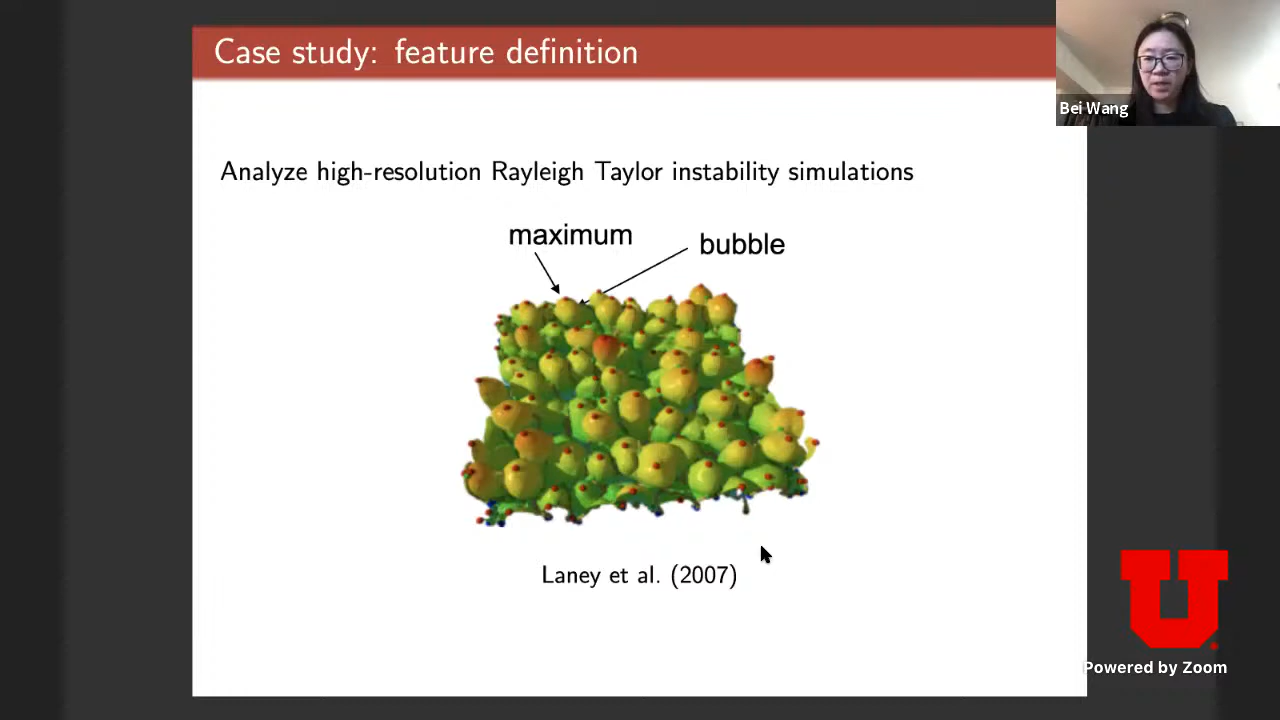 Case study: feature definition
Bei Wang
Analyze high-resolution Rayleigh Taylor instability simulations
maximum
bubble
Laney et al. (2007)
U
Powered by Zoom